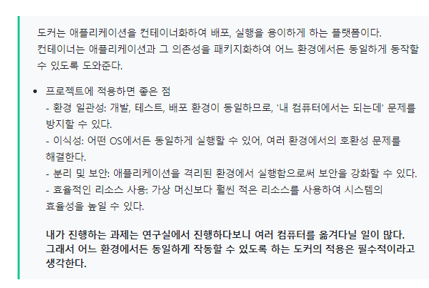 도커는 애플리케이션을 컨테이너화하여 배포, 실행을 용이하게 하는 플랫폼이다.
컨테이너는 애플리케이션과 그 의존성을 패키지화하여 어느 환경에서든 동일하게 동작할
수 있도록 도와준다.
• 프로젝트에 적용하면 좋은 점
- 환경 일관성: 개발, 테스트, 배포 환경이 동일하므로, '내 컴퓨터에서는 되는데' 문제를
방지할 수 있다.
- 이식성: 어떤 OS에서든 동일하게 실행할 수 있어, 여러 환경에서의 호환성 문제를
해결한다.
- 분리 및 보안: 애플리케이션을 격리된 환경에서 실행함으로써 보안을 강화할 수 있다.
- 효율적인 리소스 사용: 가상 머신보다 훨씬 적은 리소스를 사용하여 시스템의
효율성을 높일 수 있다.
내가 진행하는 과제는 연구실에서 진행하다보니 여러 컴퓨터를 옮겨다닐 일이 많다.
그래서 어느 환경에서든 동일하게 작동할 수 있도록 하는 도커의 적용은 필수적이라고
생각한다.